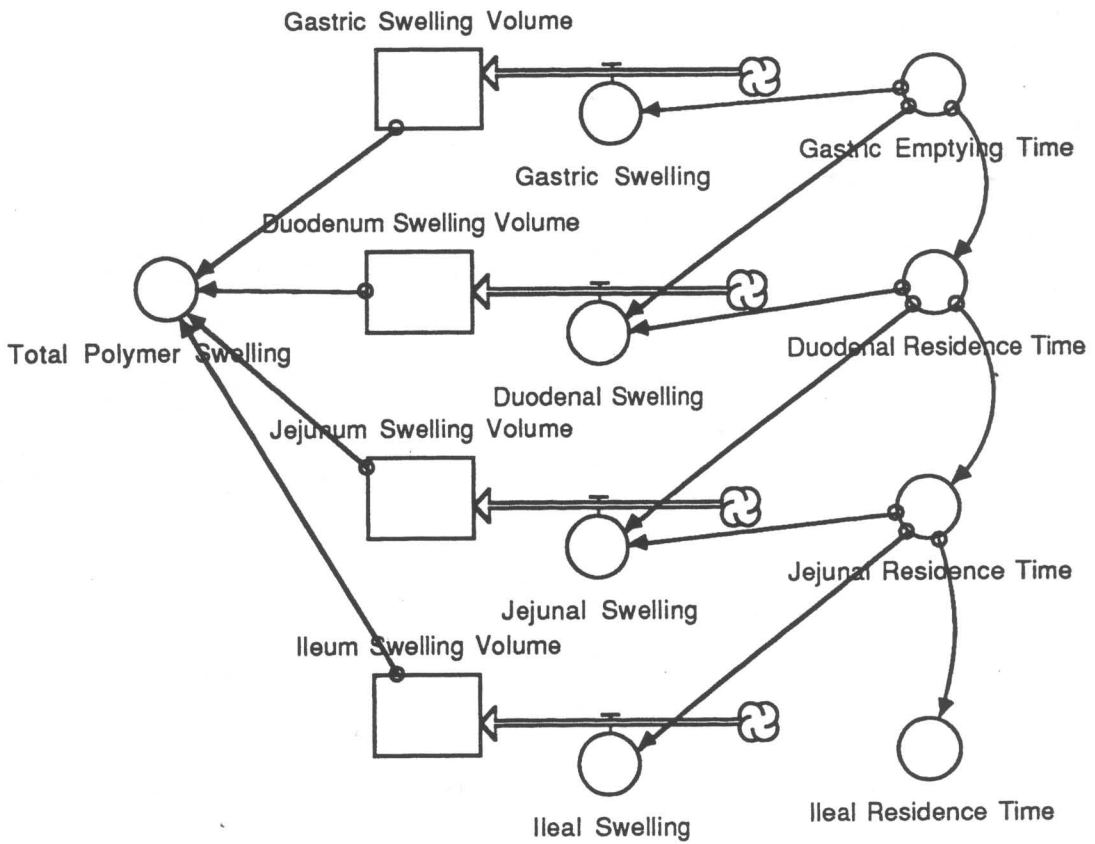 Gastric Swelling Volume
Gastric Emptying Time
Gastric Swelling
Duodenum Swelling Volume
Total Polymer Swelling
Duodenal Residence Time
Duodenal Swelling
Jejunum Swelling Volume
Jejunal Residence Time
Jejunal Swelling
Ileum Swelling Volume
Ileal Residence Time
Ileal Swelling